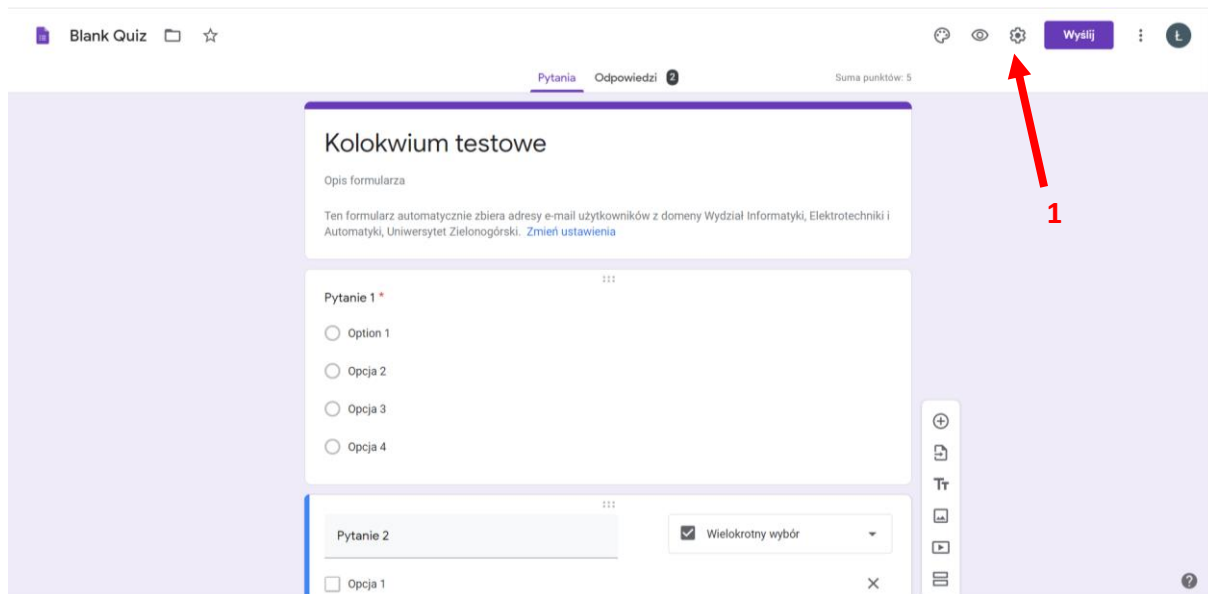 Blank Quiz
Wyślij
Ł
Pytania Odpowiedzi 2
Suma punktów: 5
Kolokwium testowe
Opis formularza
Ten formularz automatycznie zbiera adresy e-mail użytkowników z domeny Wydział Informatyki, Elektrotechniki i
Automatyki, Uniwersytet Zielonogórski. Zmień ustawienia
1
Pytanie 1 *
Option 1
Opcja 2
Opcja 3
Opcja 4
Tт
Pytanie 2
Wielokrotny wybór
Opcja 1